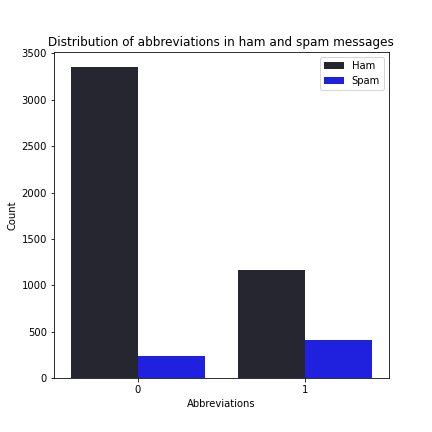 Distribution of abbreviations in ham and spam messages
Ham
Spam
3500
3000
2500
2000
1500
1000
500
0
Count
0 1
Abbreviations